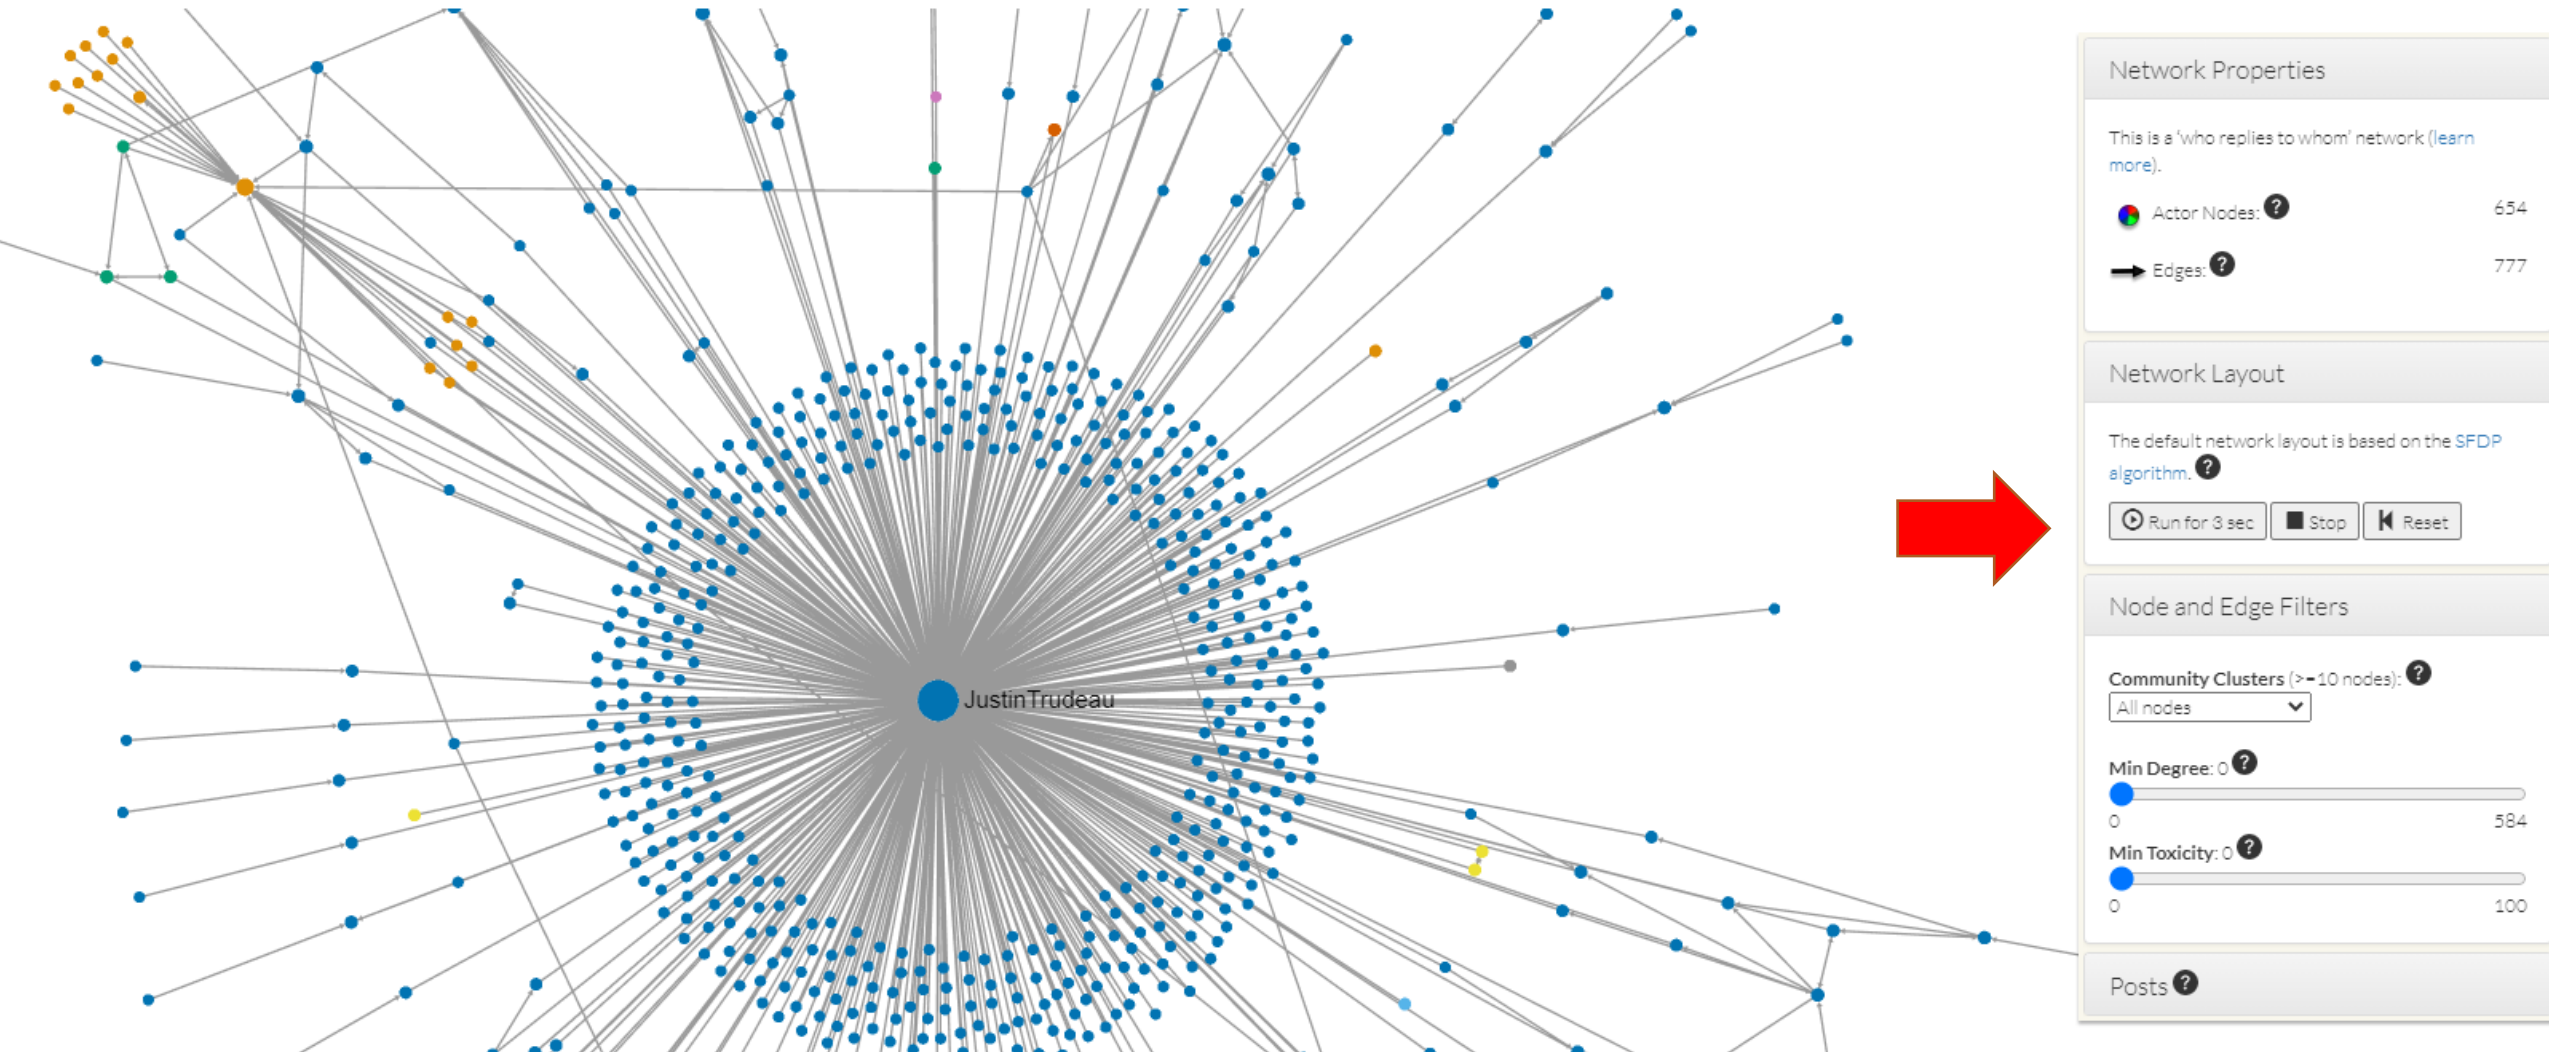 JustinTrudeau
Network Properties
This is a 'who replies to whom' network (learn
more).
Actor Nodes: ? 654
Edges: ? 777
Network Layout
The default network layout is based on the SFDP
algorithm. ?
Run for 3 sec Stop Reset
Node and Edge Filters
Community Clusters (>=10 nodes): ?
All nodes
Min Degree: 0 ?
0 584
Min Toxicity: 0 ?
0 100
Posts ?